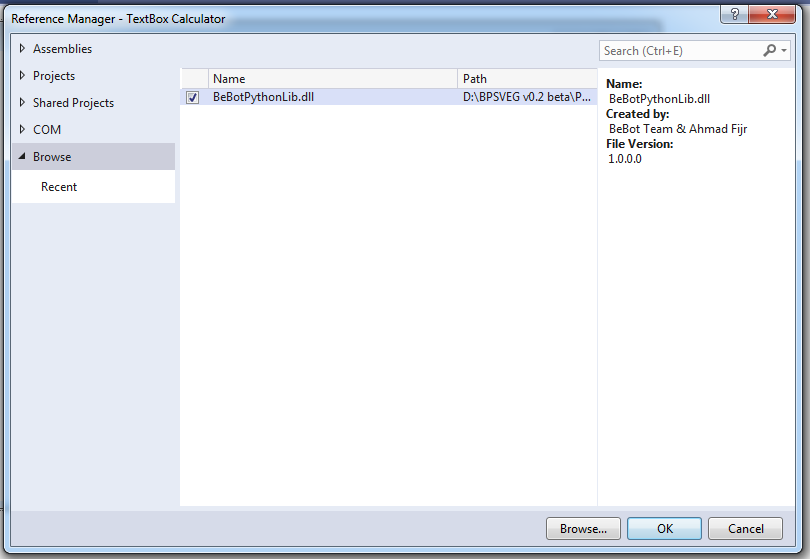 Reference Manager - TextBox Calculator
Assemblies
Projects
Shared Projects
COM
Browse
Recent
Search (Ctrl+E)
Name Path
BeBotPythonLib.dll D:\BPSVEG v0.2 beta\P...
Name:
BeBotPythonLib.dll
Created by:
BeBot Team & Ahmad Fijr
File Version:
1.0.0.0
Browse... OK Cancel